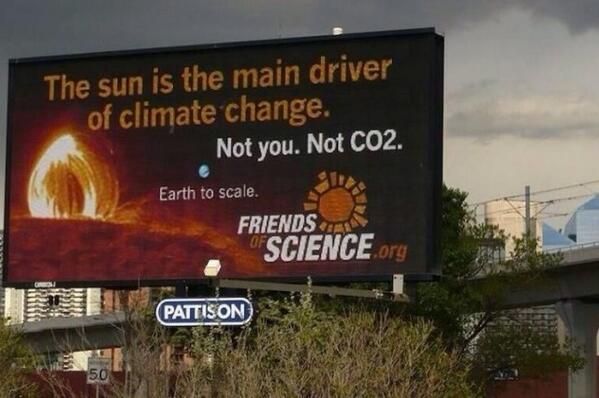 The sun is the main driver
of climate change.
Not you. Not CO2.
Earth to scale.
FRIENDS
OF SCIENCE.org
PATTISON
50